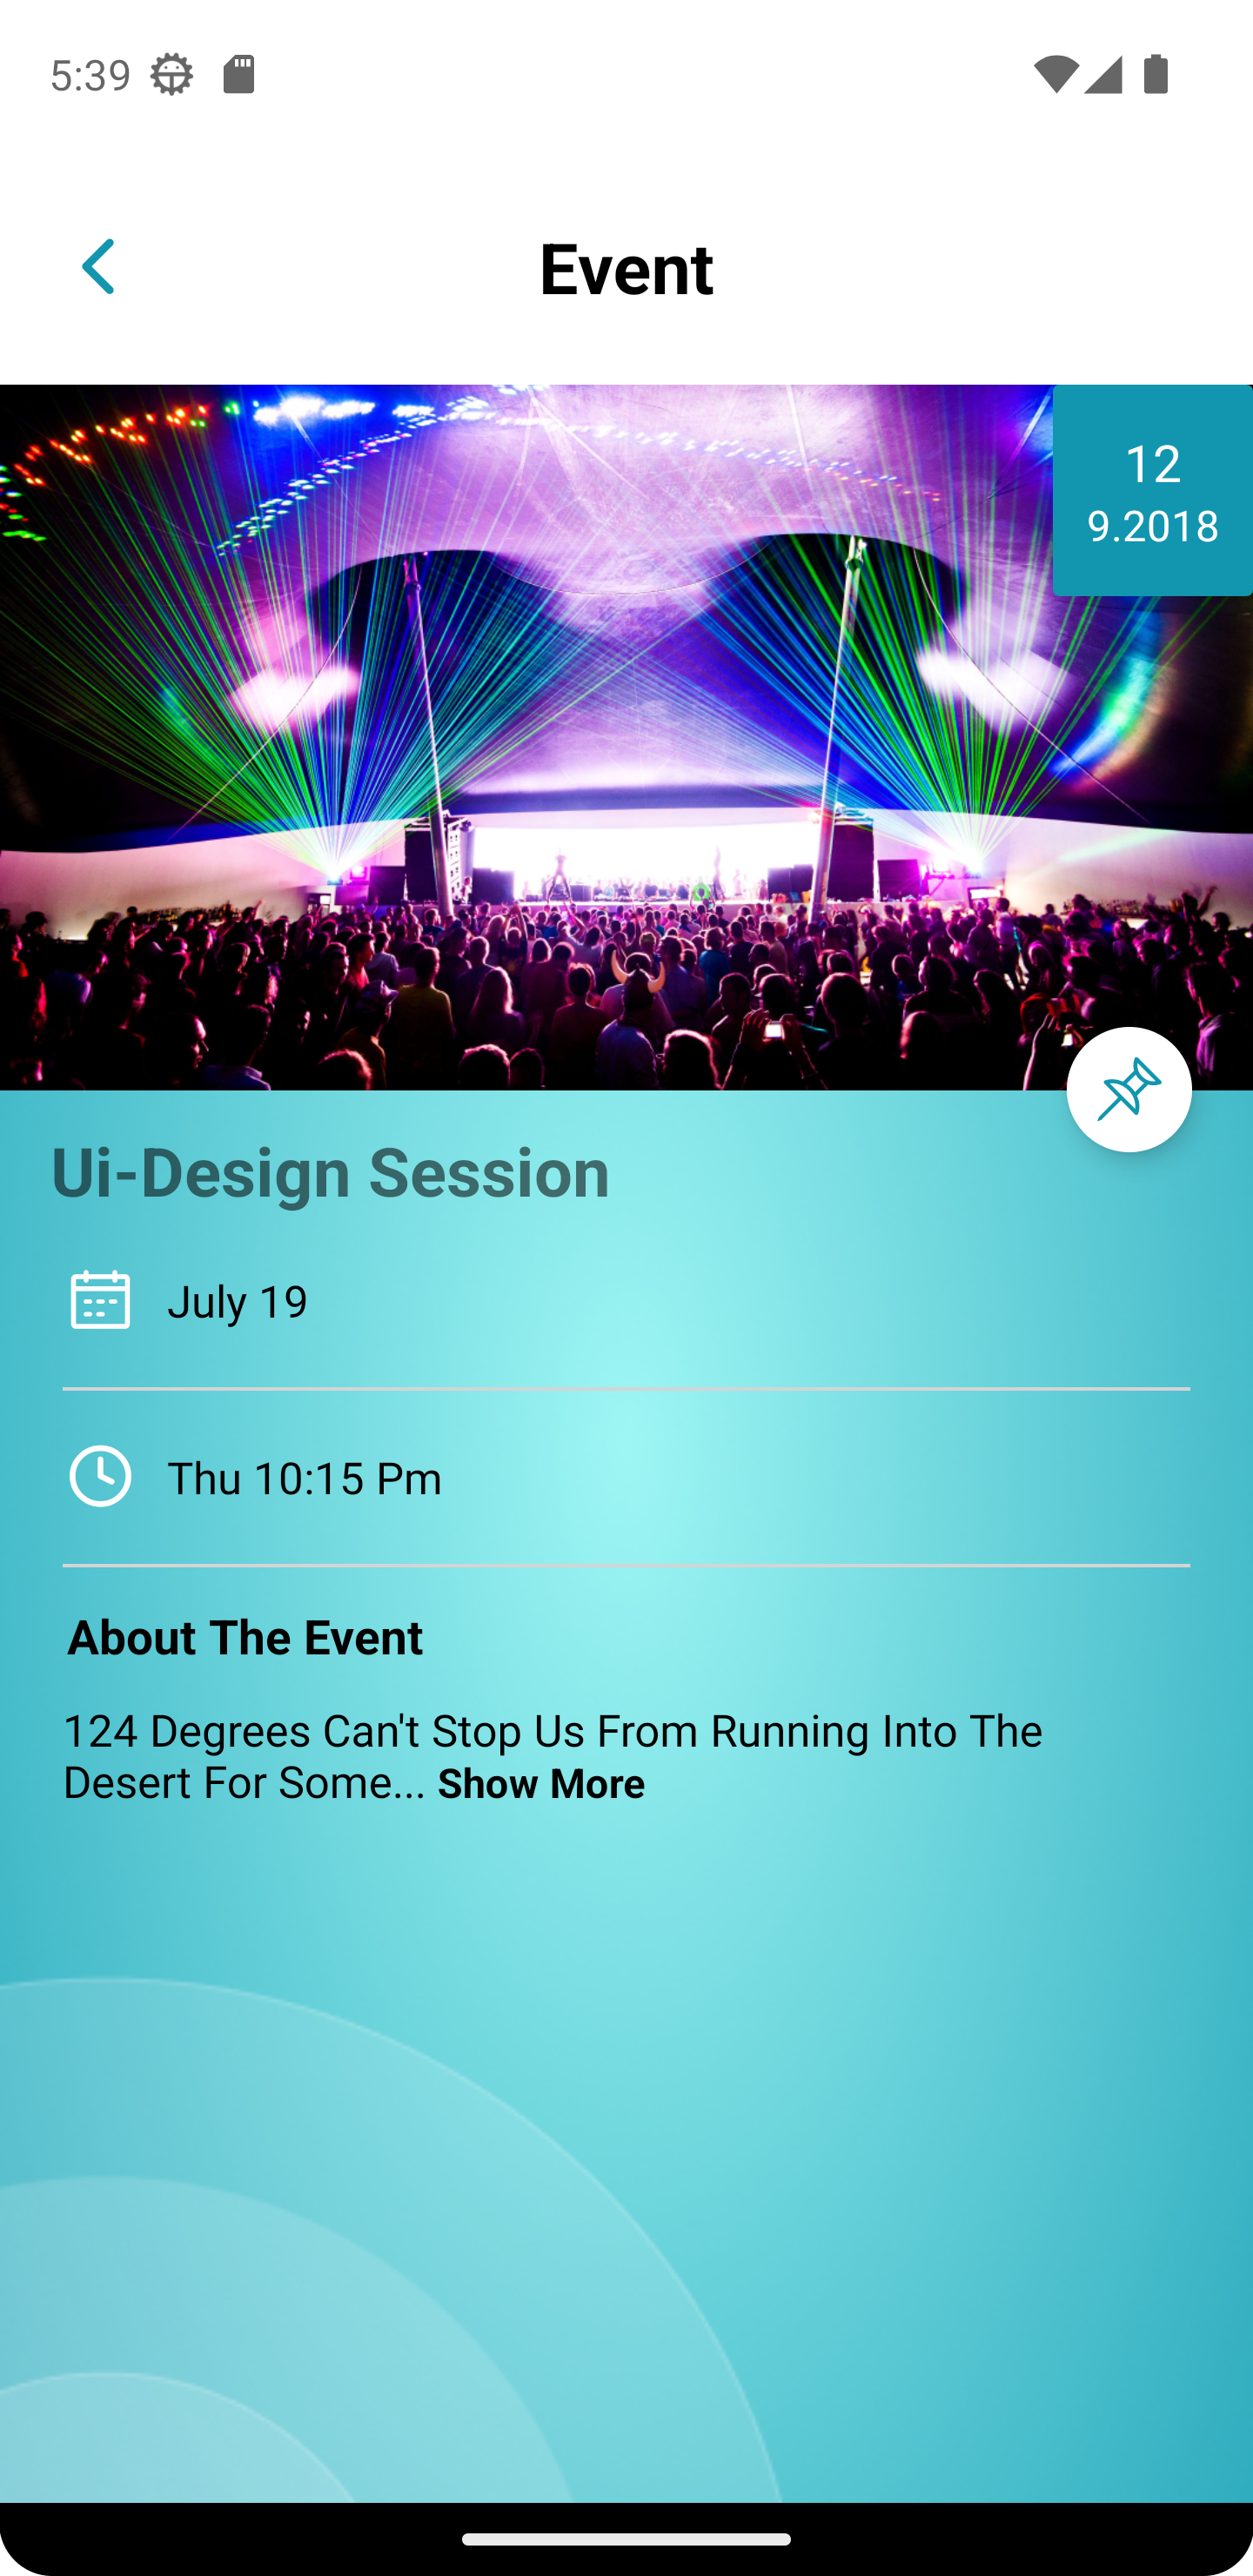 5:39
Event
12
9.2018
Ui-Design Session
July 19
Thu 10:15 Pm
About The Event
124 Degrees Can't Stop Us From Running Into The
Desert For Some... Show More